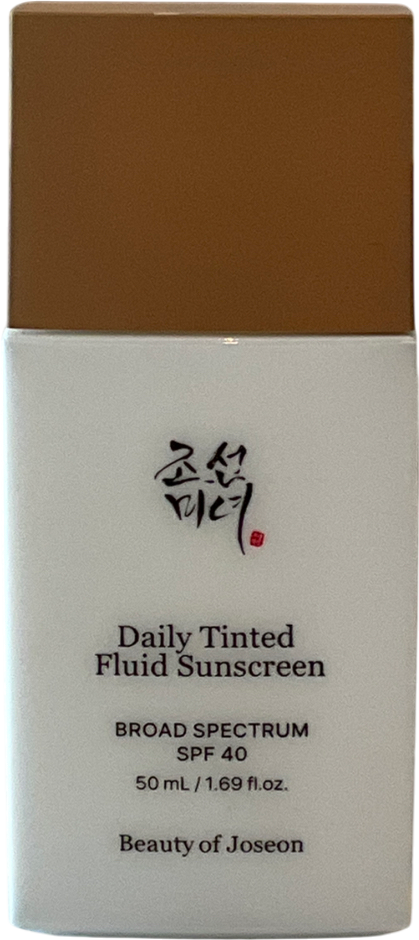 조선
미녀
Daily Tinted
Fluid Sunscreen
BROAD SPECTRUM
SPF 40
50 mL / 1.69 fl.oz.
Beauty of Joseon